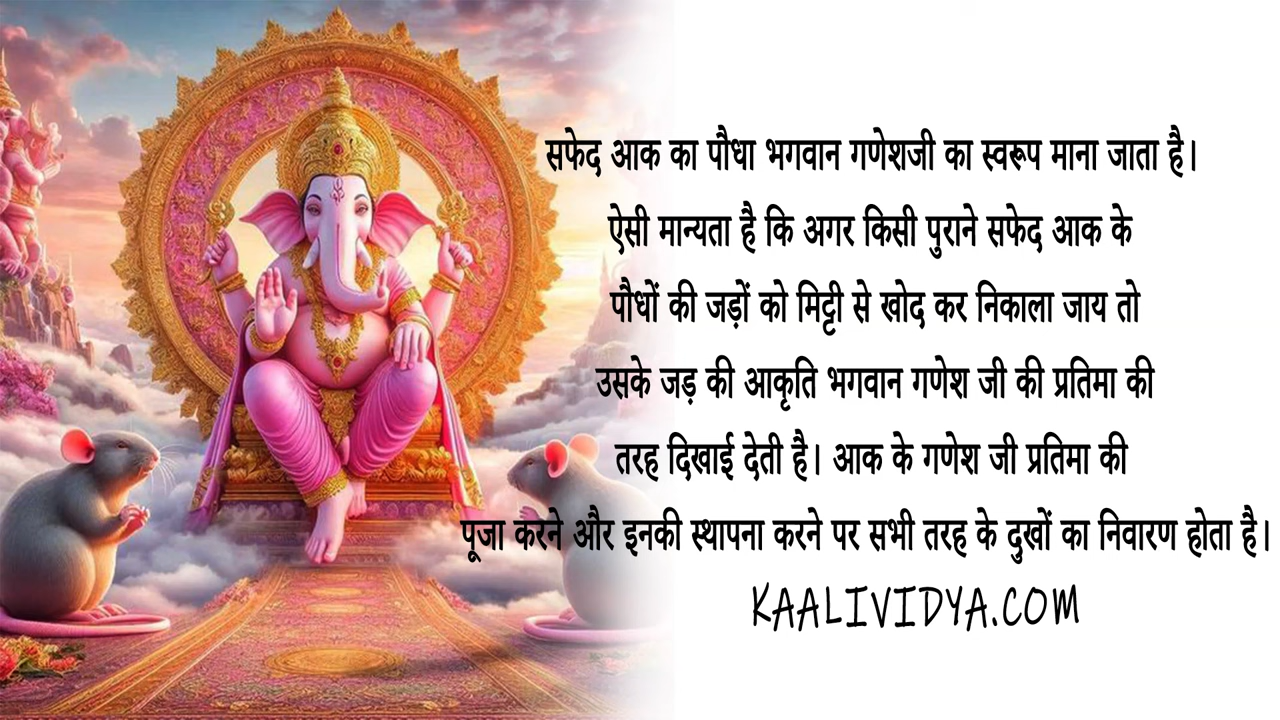 सफेद आक का पौधा भगवान गणेशजी का स्वरूप माना जाता है।
ऐसी मान्यता है कि अगर किसी पुराने सफेद आक के
पौधों की जड़ों को मिट्टी से खोद कर निकाला जाय तो
उसके जड़ की आकृति भगवान गणेश जी की प्रतिमा की
तरह दिखाई देती है। आक के गणेश जी प्रतिमा की
पूजा करने और इनकी स्थापना करने पर सभी तरह के दुखों का निवारण होता है।
KAALIVIDYA.COM